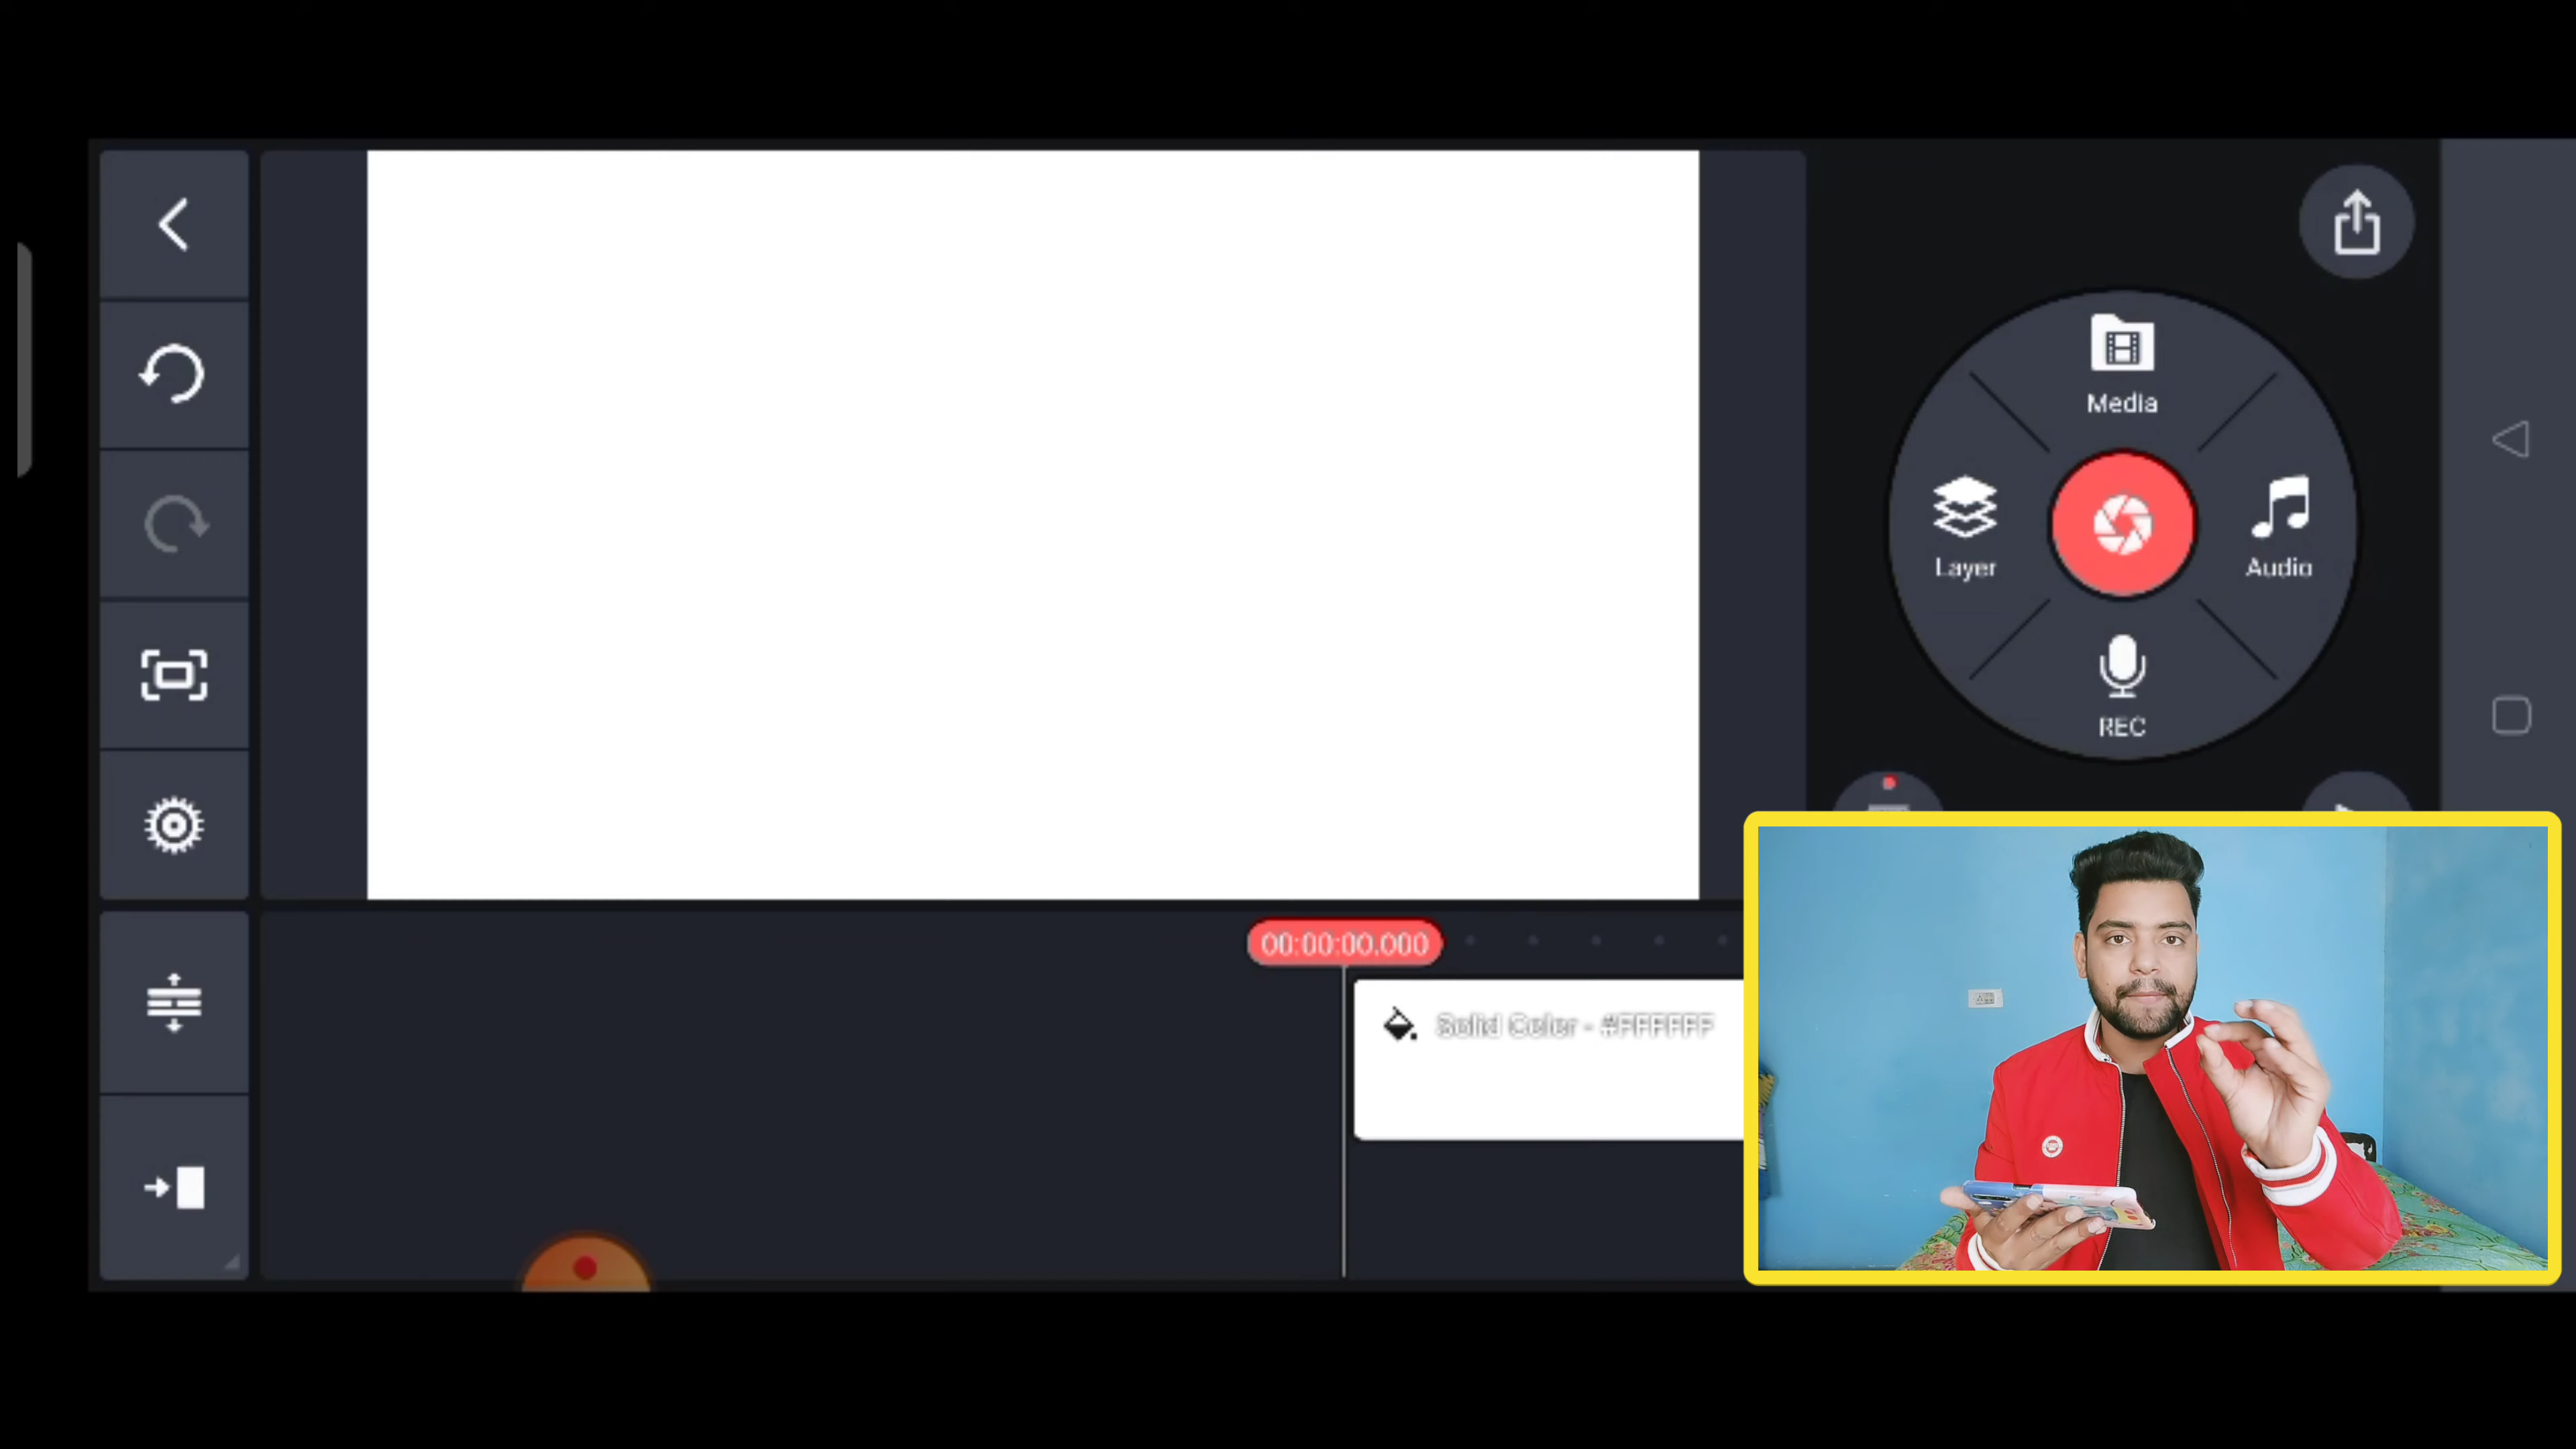 Media
Layer
Audio
REC
00:00:00.000
Solid Color - #FFFFFF